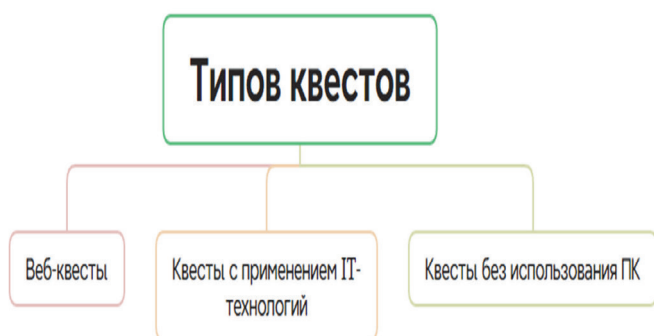 Типов квестов
Веб-квесты
Квесты с применением IT-
технологий
Квесты без использования ПК